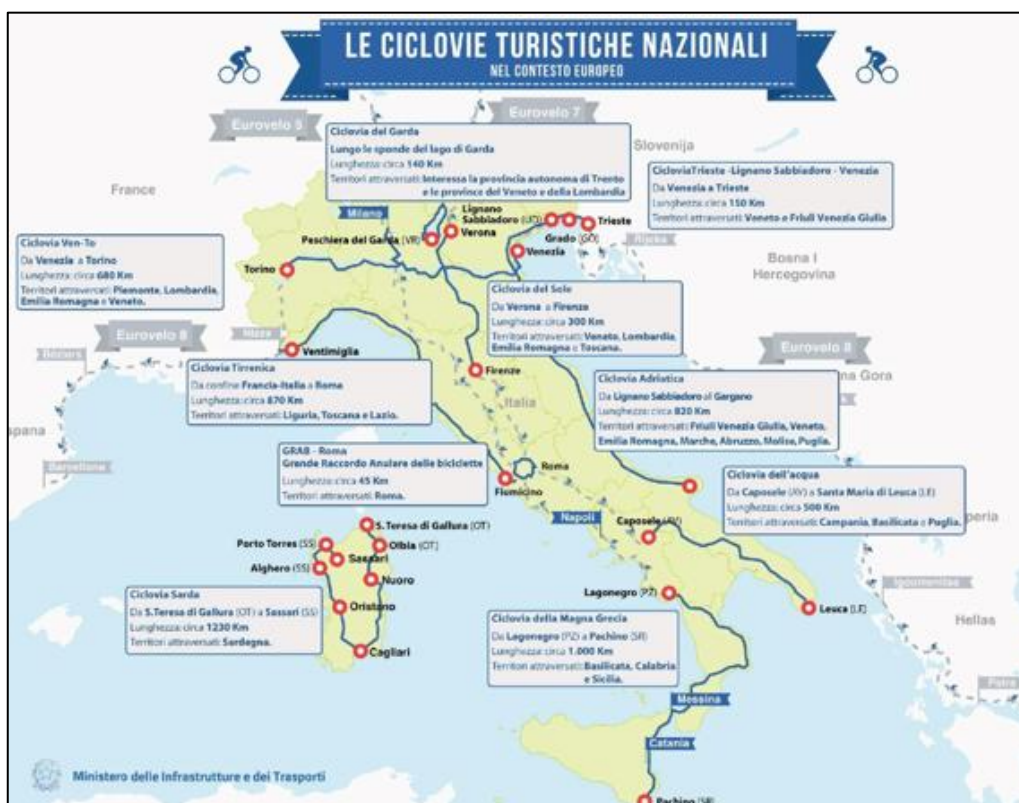 LE CICLOVIE TURISTICHE NAZIONALI
NEL CONTESTO EUROPEO
Eurovelo 5
Eurovelo 7
Slovenija
France
Ciclovia del Garda
Lungo le sponde del lago di Garda
Lunghezza: circa 140 Km
Territori attraversati: Interessa la provincia autonoma di Trento
e le province del Veneto e della Lombardia
CicloviaTrieste -Lignano Sabbiadoro - Venezia
Da Venezia a Trieste
Lunghezza: circa 150 Km
Territori attraversati: Veneto e Friuli Venezia Giulia
Milano
Lignano
Sabbiadoro (UD)
Trieste
Peschiera del Garda (VR)
Verona
Grado (GO)
Rijeka
Venezia
Bosna I
Hercegovina
Ciclovia Ven-To
Da Venezia a Torino
Lunghezza: circa 680 Km
Territori attraversati: Piemonte, Lombardia,
Emilia Romagna e Veneto.
Torino
Ciclovia del Sole
Da Verona a Firenze
Lunghezza: circa 300 Km
Territori attraversati: Veneto, Lombardia,
Emilia Romagna e Toscana.
Eurovelo 8
Nizza
Eurovelo 8
Béziers
Ventimiglia
Firenze
na Gora
Ciclovia Tirrenica
Da confine Francia-Italia a Roma
Lunghezza: circa 870 Km
Territori attraversati: Liguria, Toscana e Lazio.
Italia
Ciclovia Adriatica
Da Lignano Sabbiadoro al Gargano
Lunghezza: circa 820 Km
Territori attraversati: Friuli Venezia Giulia, Veneto,
Emilia Romagna, Marche, Abruzzo, Molise, Puglia.
spana
Barcellona
GRAB - Roma
Grande Raccordo Anulare delle biciclette
Lunghezza: circa 45 Km
Territori attraversati: Roma.
Roma
Fiumicino
Ciclovia dell'acqua
Da Caposele (AV) a Santa Maria di Leuca (LE)
Lunghezza: circa 500 Km
Territori attraversati: Campania, Basilicata e Puglia.
iperia
Napoli
Caposele (AV)
S. Teresa di Gallura (OT)
Porto Torres (SS)
Olbia (OT)
Sassari
Alghero (SS)
Nuoro
Igoumenitsa
Lagonegro (PZ)
Leuca (LE)
Hellas
Ciclovia Sarda
Da S.Teresa di Gallura (OT) a Sassari (SS)
Lunghezza: circa 1230 Km
Territori attraversati: Sardegna.
Oristano
Cagliari
Ciclovia della Magna Grecia
Da Lagonegro (PZ) a Pachino (SR)
Lunghezza: circa 1.000 Km
Territori attraversati: Basilicata, Calabria
e Sicilia.
Patra
Messina
Catania
Ministero delle Infrastrutture e dei Trasporti
Pachino (SR)